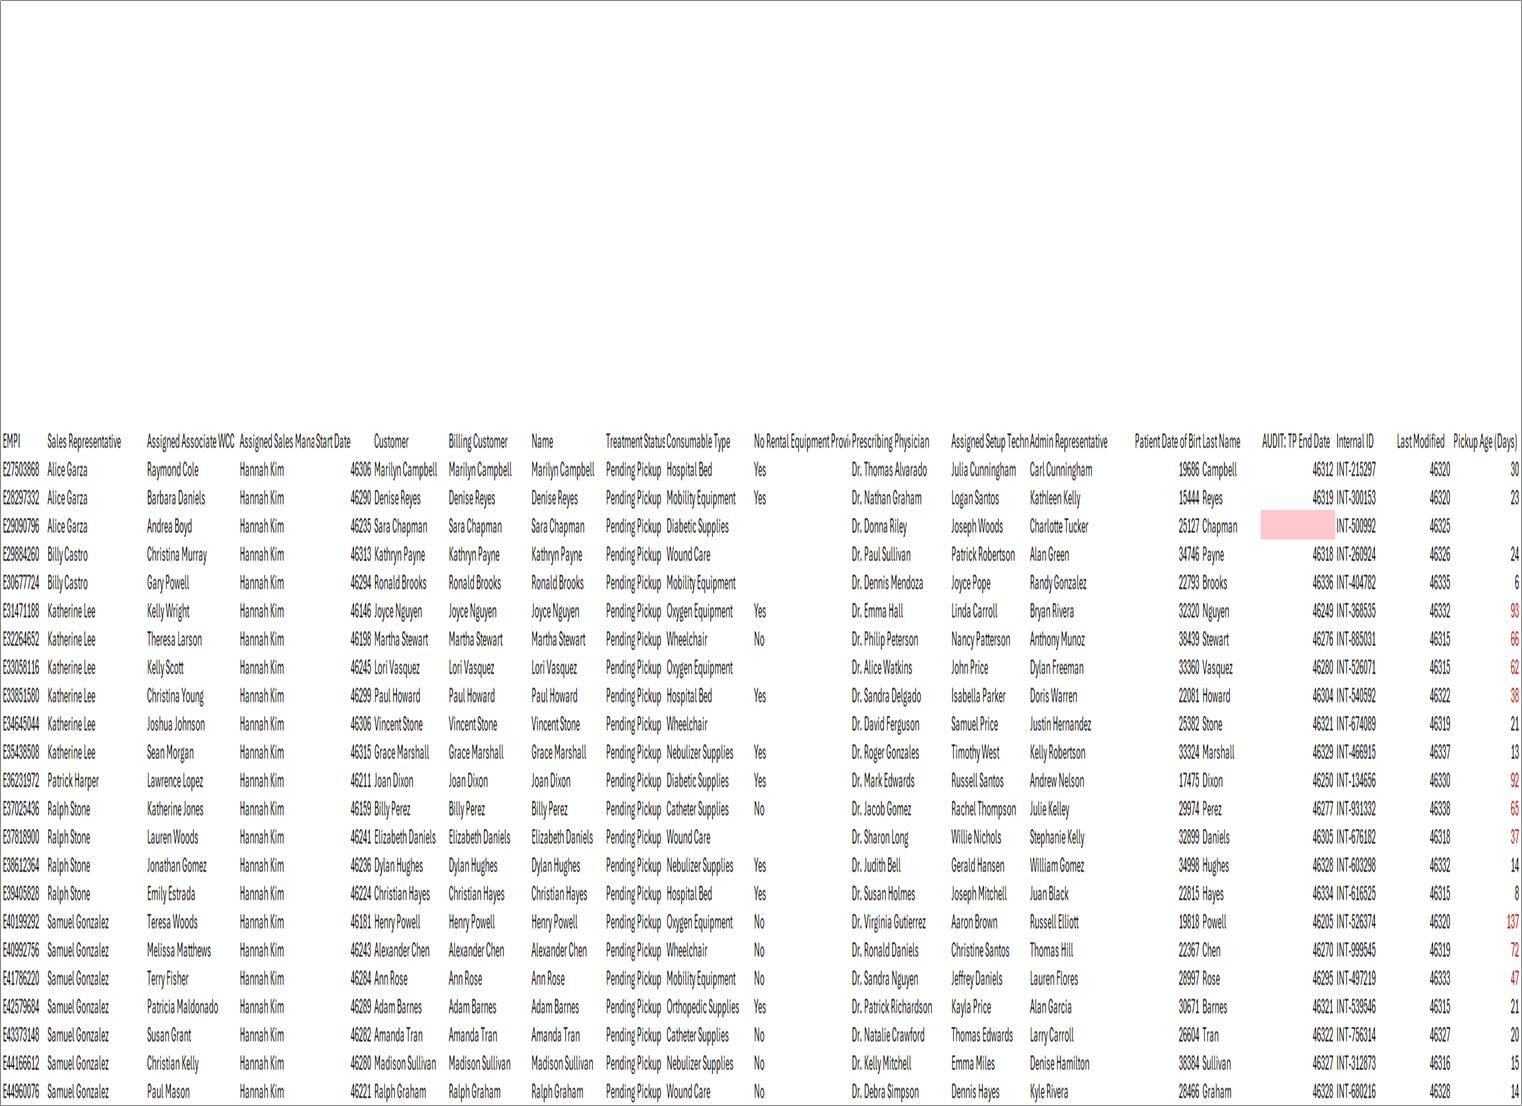 EMPI Sales Representative Assigned Associate WCC Assigned Sales Mana Start Date Customer Billing Customer Name Treatment Status Consumable Type No Rental Equipment Provi Prescribing Physician Assigned Setup Techn Admin Representative Patient Date of Birt Last Name AUDIT: TP End Date Internal ID Last Modified Pickup Age (Days)
E27503868 Alice Garza Raymond Cole Hannah Kim 46306 Marilyn Campbell Marilyn Campbell Marilyn Campbell Pending Pickup Hospital Bed Yes Dr. Thomas Alvarado Julia Cunningham Carl Cunningham 19686 Campbell 46312 INT-215297 46320 30
E28297332 Alice Garza Barbara Daniels Hannah Kim 46290 Denise Reyes Denise Reyes Denise Reyes Pending Pickup Mobility Equipment Yes Dr. Nathan Graham Logan Santos Kathleen Kelly 15444 Reyes 46319 INT-300153 46320 23
E29090796 Alice Garza Andrea Boyd Hannah Kim 46235 Sara Chapman Sara Chapman Sara Chapman Pending Pickup Diabetic Supplies Dr. Donna Riley Joseph Woods Charlotte Tucker 25127 Chapman INT-500992 46325
E29884260 Billy Castro Christina Murray Hannah Kim 46313 Kathryn Payne Kathryn Payne Kathryn Payne Pending Pickup Wound Care Dr. Paul Sullivan Patrick Robertson Alan Green 34746 Payne 46318 INT-260924 46326 24
E30677724 Billy Castro Gary Powell Hannah Kim 46294 Ronald Brooks Ronald Brooks Ronald Brooks Pending Pickup Mobility Equipment Dr. Dennis Mendoza Joyce Pope Randy Gonzalez 22793 Brooks 46336 INT-404782 46335 6
E31471188 Katherine Lee Kelly Wright Hannah Kim 46146 Joyce Nguyen Joyce Nguyen Joyce Nguyen Pending Pickup Oxygen Equipment Yes Dr. Emma Hall Linda Carroll Bryan Rivera 32320 Nguyen 46249 INT-368535 46332 93
E32264652 Katherine Lee Theresa Larson Hannah Kim 46198 Martha Stewart Martha Stewart Martha Stewart Pending Pickup Wheelchair No Dr. Philip Peterson Nancy Patterson Anthony Munoz 38439 Stewart 46276 INT-885031 46315 66
E33058116 Katherine Lee Kelly Scott Hannah Kim 46245 Lori Vasquez Lori Vasquez Lori Vasquez Pending Pickup Oxygen Equipment Dr. Alice Watkins John Price Dylan Freeman 33360 Vasquez 46280 INT-526071 46315 62
E33851580 Katherine Lee Christina Young Hannah Kim 46299 Paul Howard Paul Howard Paul Howard Pending Pickup Hospital Bed Yes Dr. Sandra Delgado Isabella Parker Doris Warren 22081 Howard 46304 INT-540592 46322 38
E34645044 Katherine Lee Joshua Johnson Hannah Kim 46306 Vincent Stone Vincent Stone Vincent Stone Pending Pickup Wheelchair Dr. David Ferguson Samuel Price Justin Hernandez 25382 Stone 46321 INT-674089 46319 21
E35438508 Katherine Lee Sean Morgan Hannah Kim 46315 Grace Marshall Grace Marshall Grace Marshall Pending Pickup Nebulizer Supplies Yes Dr. Roger Gonzales Timothy West Kelly Robertson 33324 Marshall 46329 INT-466915 46337 13
E36231972 Patrick Harper Lawrence Lopez Hannah Kim 46211 Joan Dixon Joan Dixon Joan Dixon Pending Pickup Diabetic Supplies Yes Dr. Mark Edwards Russell Santos Andrew Nelson 17475 Dixon 46250 INT-134656 46330 92
E37025436 Ralph Stone Katherine Jones Hannah Kim 46159 Billy Perez Billy Perez Billy Perez Pending Pickup Catheter Supplies No Dr. Jacob Gomez Rachel Thompson Julie Kelley 29974 Perez 46277 INT-931332 46338 65
E37818900 Ralph Stone Lauren Woods Hannah Kim 46241 Elizabeth Daniels Elizabeth Daniels Elizabeth Daniels Pending Pickup Wound Care Dr. Sharon Long Willie Nichols Stephanie Kelly 32899 Daniels 46305 INT-676182 46318 37
E38612364 Ralph Stone Jonathan Gomez Hannah Kim 46236 Dylan Hughes Dylan Hughes Dylan Hughes Pending Pickup Nebulizer Supplies Yes Dr. Judith Bell Gerald Hansen William Gomez 34998 Hughes 46328 INT-603298 46332 14
E39405828 Ralph Stone Emily Estrada Hannah Kim 46224 Christian Hayes Christian Hayes Christian Hayes Pending Pickup Hospital Bed Yes Dr. Susan Holmes Joseph Mitchell Juan Black 22815 Hayes 46334 INT-616525 46315 8
E40199292 Samuel Gonzalez Teresa Woods Hannah Kim 46181 Henry Powell Henry Powell Henry Powell Pending Pickup Oxygen Equipment No Dr. Virginia Gutierrez Aaron Brown Russell Elliott 19818 Powell 46205 INT-526374 46320 137
E40992756 Samuel Gonzalez Melissa Matthews Hannah Kim 46243 Alexander Chen Alexander Chen Alexander Chen Pending Pickup Wheelchair No Dr. Ronald Daniels Christine Santos Thomas Hill 22367 Chen 46270 INT-999545 46319 72
E41786220 Samuel Gonzalez Terry Fisher Hannah Kim 46284 Ann Rose Ann Rose Ann Rose Pending Pickup Mobility Equipment No Dr. Sandra Nguyen Jeffrey Daniels Lauren Flores 28997 Rose 46295 INT-497219 46333 47
E42579684 Samuel Gonzalez Patricia Maldonado Hannah Kim 46289 Adam Barnes Adam Barnes Adam Barnes Pending Pickup Orthopedic Supplies Yes Dr. Patrick Richardson Kayla Price Alan Garcia 30671 Barnes 46321 INT-539546 46315 21
E43373148 Samuel Gonzalez Susan Grant Hannah Kim 46282 Amanda Tran Amanda Tran Amanda Tran Pending Pickup Catheter Supplies No Dr. Natalie Crawford Thomas Edwards Larry Carroll 26604 Tran 46322 INT-756314 46327 20
E44166612 Samuel Gonzalez Christian Kelly Hannah Kim 46280 Madison Sullivan Madison Sullivan Madison Sullivan Pending Pickup Nebulizer Supplies No Dr. Kelly Mitchell Emma Miles Denise Hamilton 38384 Sullivan 46327 INT-312873 46316 15
E44960076 Samuel Gonzalez Paul Mason Hannah Kim 46221 Ralph Graham Ralph Graham Ralph Graham Pending Pickup Wound Care No Dr. Debra Simpson Dennis Hayes Kyle Rivera 28466 Graham 46328 INT-680216 46328 14